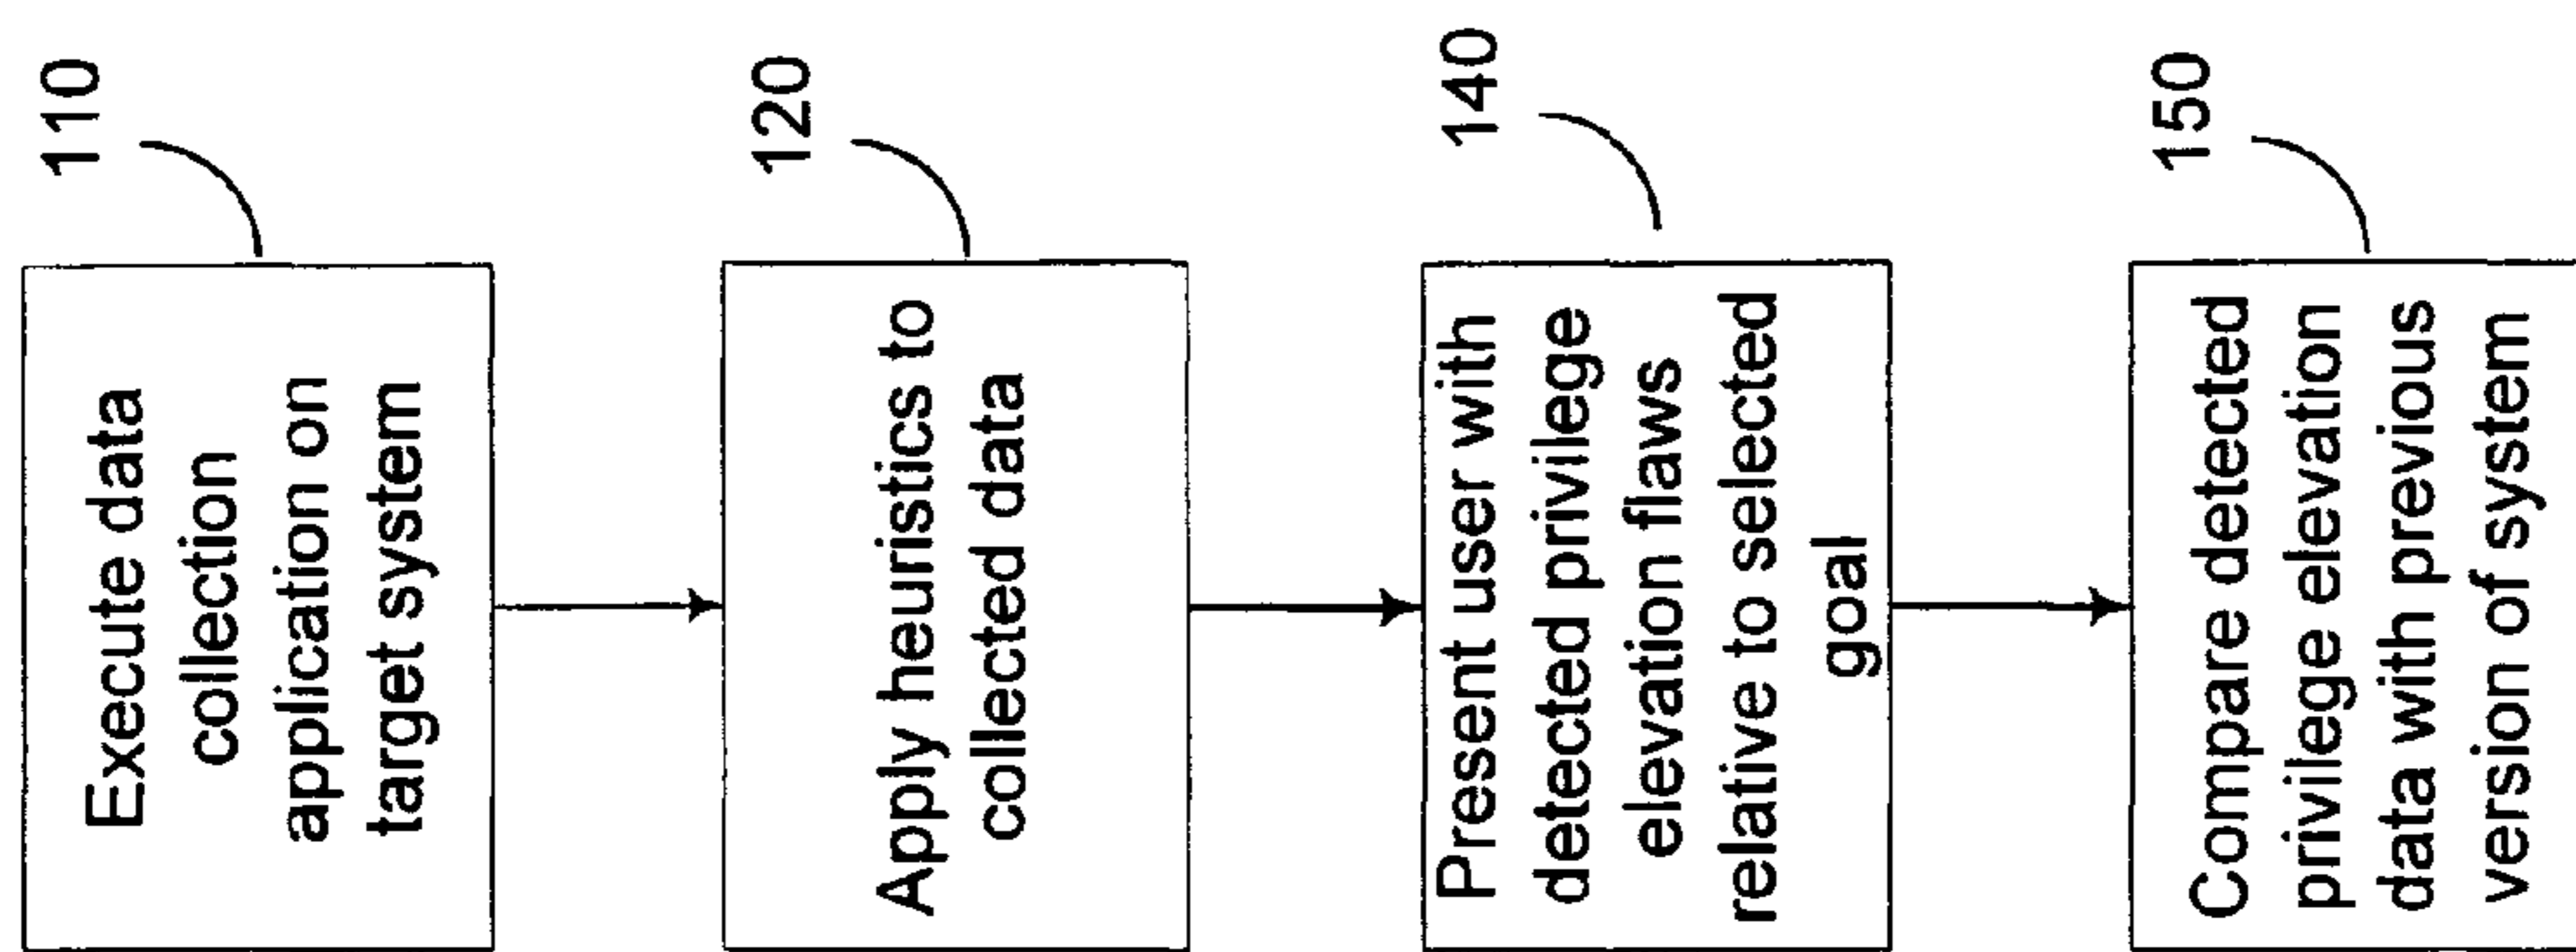 110
Execute data
collection
application on
target system
120
Apply heuristics to
collected data
140
Present user with
detected privilege
elevation flaws
relative to selected
goal
150
Compare detected
privilege elevation
data with previous
version of system